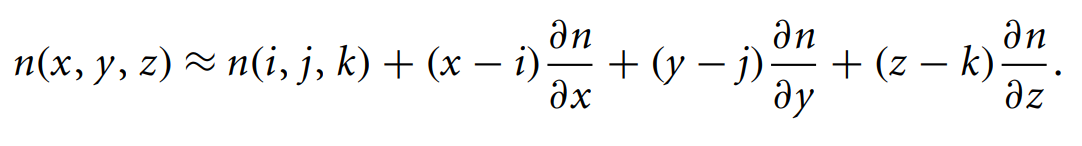 n(x, y, z) ≈ n(i, j, k) + (x − i) ∂n/∂x + (y − j) ∂n/∂y + (z − k) ∂n/∂z.